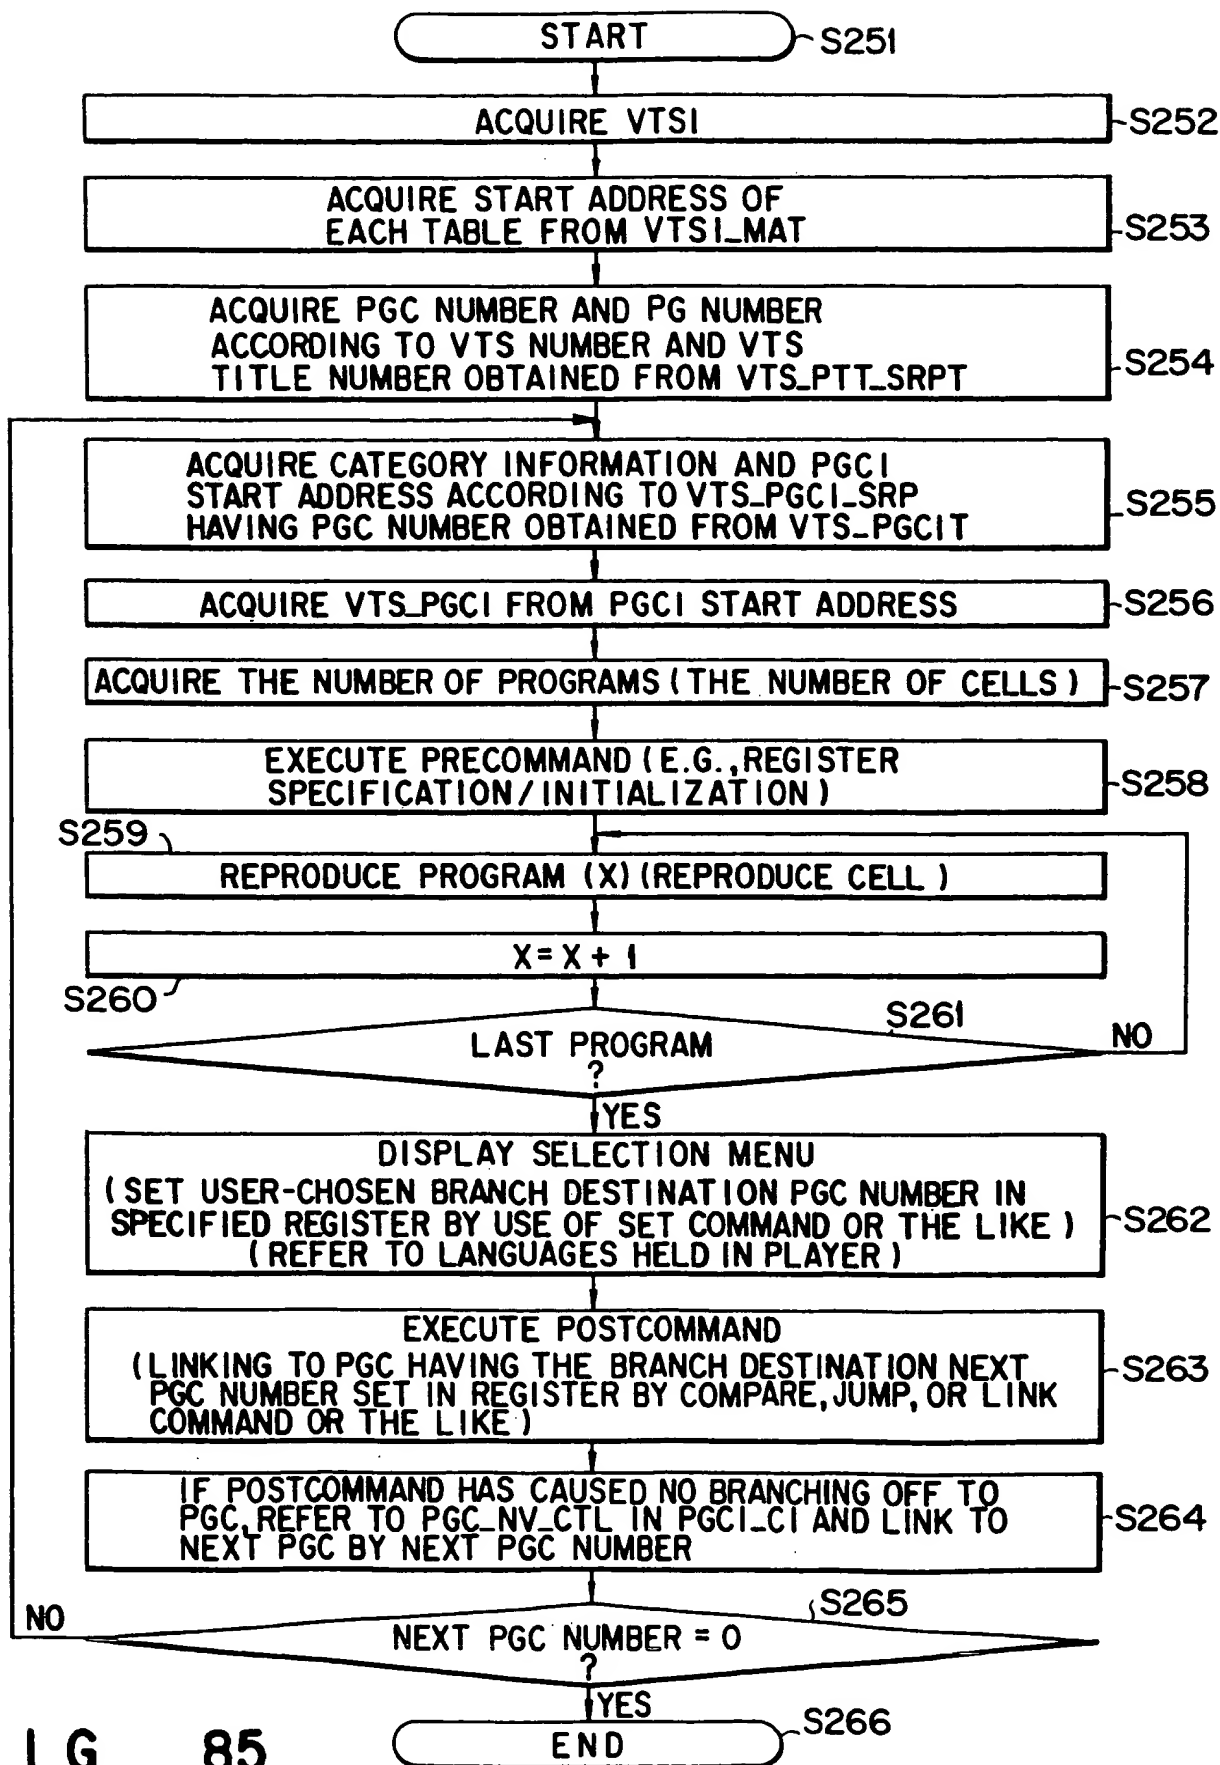 START
S251
ACQUIRE VTSI
S252
ACQUIRE START ADDRESS OF
EACH TABLE FROM VTSI_MAT
S253
ACQUIRE PGC NUMBER AND PG NUMBER
ACCORDING TO VTS NUMBER AND VTS
TITLE NUMBER OBTAINED FROM VTS_PTT_SRPT
S254
ACQUIRE CATEGORY INFORMATION AND PGCI
START ADDRESS ACCORDING TO VTS_PGCI_SRP
HAVING PGC NUMBER OBTAINED FROM VTS_PGCIT
S255
ACQUIRE VTS_PGCI FROM PGCI START ADDRESS
S256
ACQUIRE THE NUMBER OF PROGRAMS (THE NUMBER OF CELLS)
S257
EXECUTE PRECOMMAND (E.G., REGISTER
SPECIFICATION/INITIALIZATION)
S258
S259
REPRODUCE PROGRAM (X) (REPRODUCE CELL)
X = X + 1
S260
S261
LAST PROGRAM
?
NO
YES
DISPLAY SELECTION MENU
(SET USER-CHOSEN BRANCH DESTINATION PGC NUMBER IN
SPECIFIED REGISTER BY USE OF SET COMMAND OR THE LIKE)
(REFER TO LANGUAGES HELD IN PLAYER)
S262
EXECUTE POSTCOMMAND
(LINKING TO PGC HAVING THE BRANCH DESTINATION NEXT
PGC NUMBER SET IN REGISTER BY COMPARE, JUMP, OR LINK
COMMAND OR THE LIKE)
S263
IF POSTCOMMAND HAS CAUSED NO BRANCHING OFF TO
PGC, REFER TO PGC_NV_CTL IN PGCI_CI AND LINK TO
NEXT PGC BY NEXT PGC NUMBER
S264
S265
NO
NEXT PGC NUMBER = 0
?
YES
END
S266
I G 85